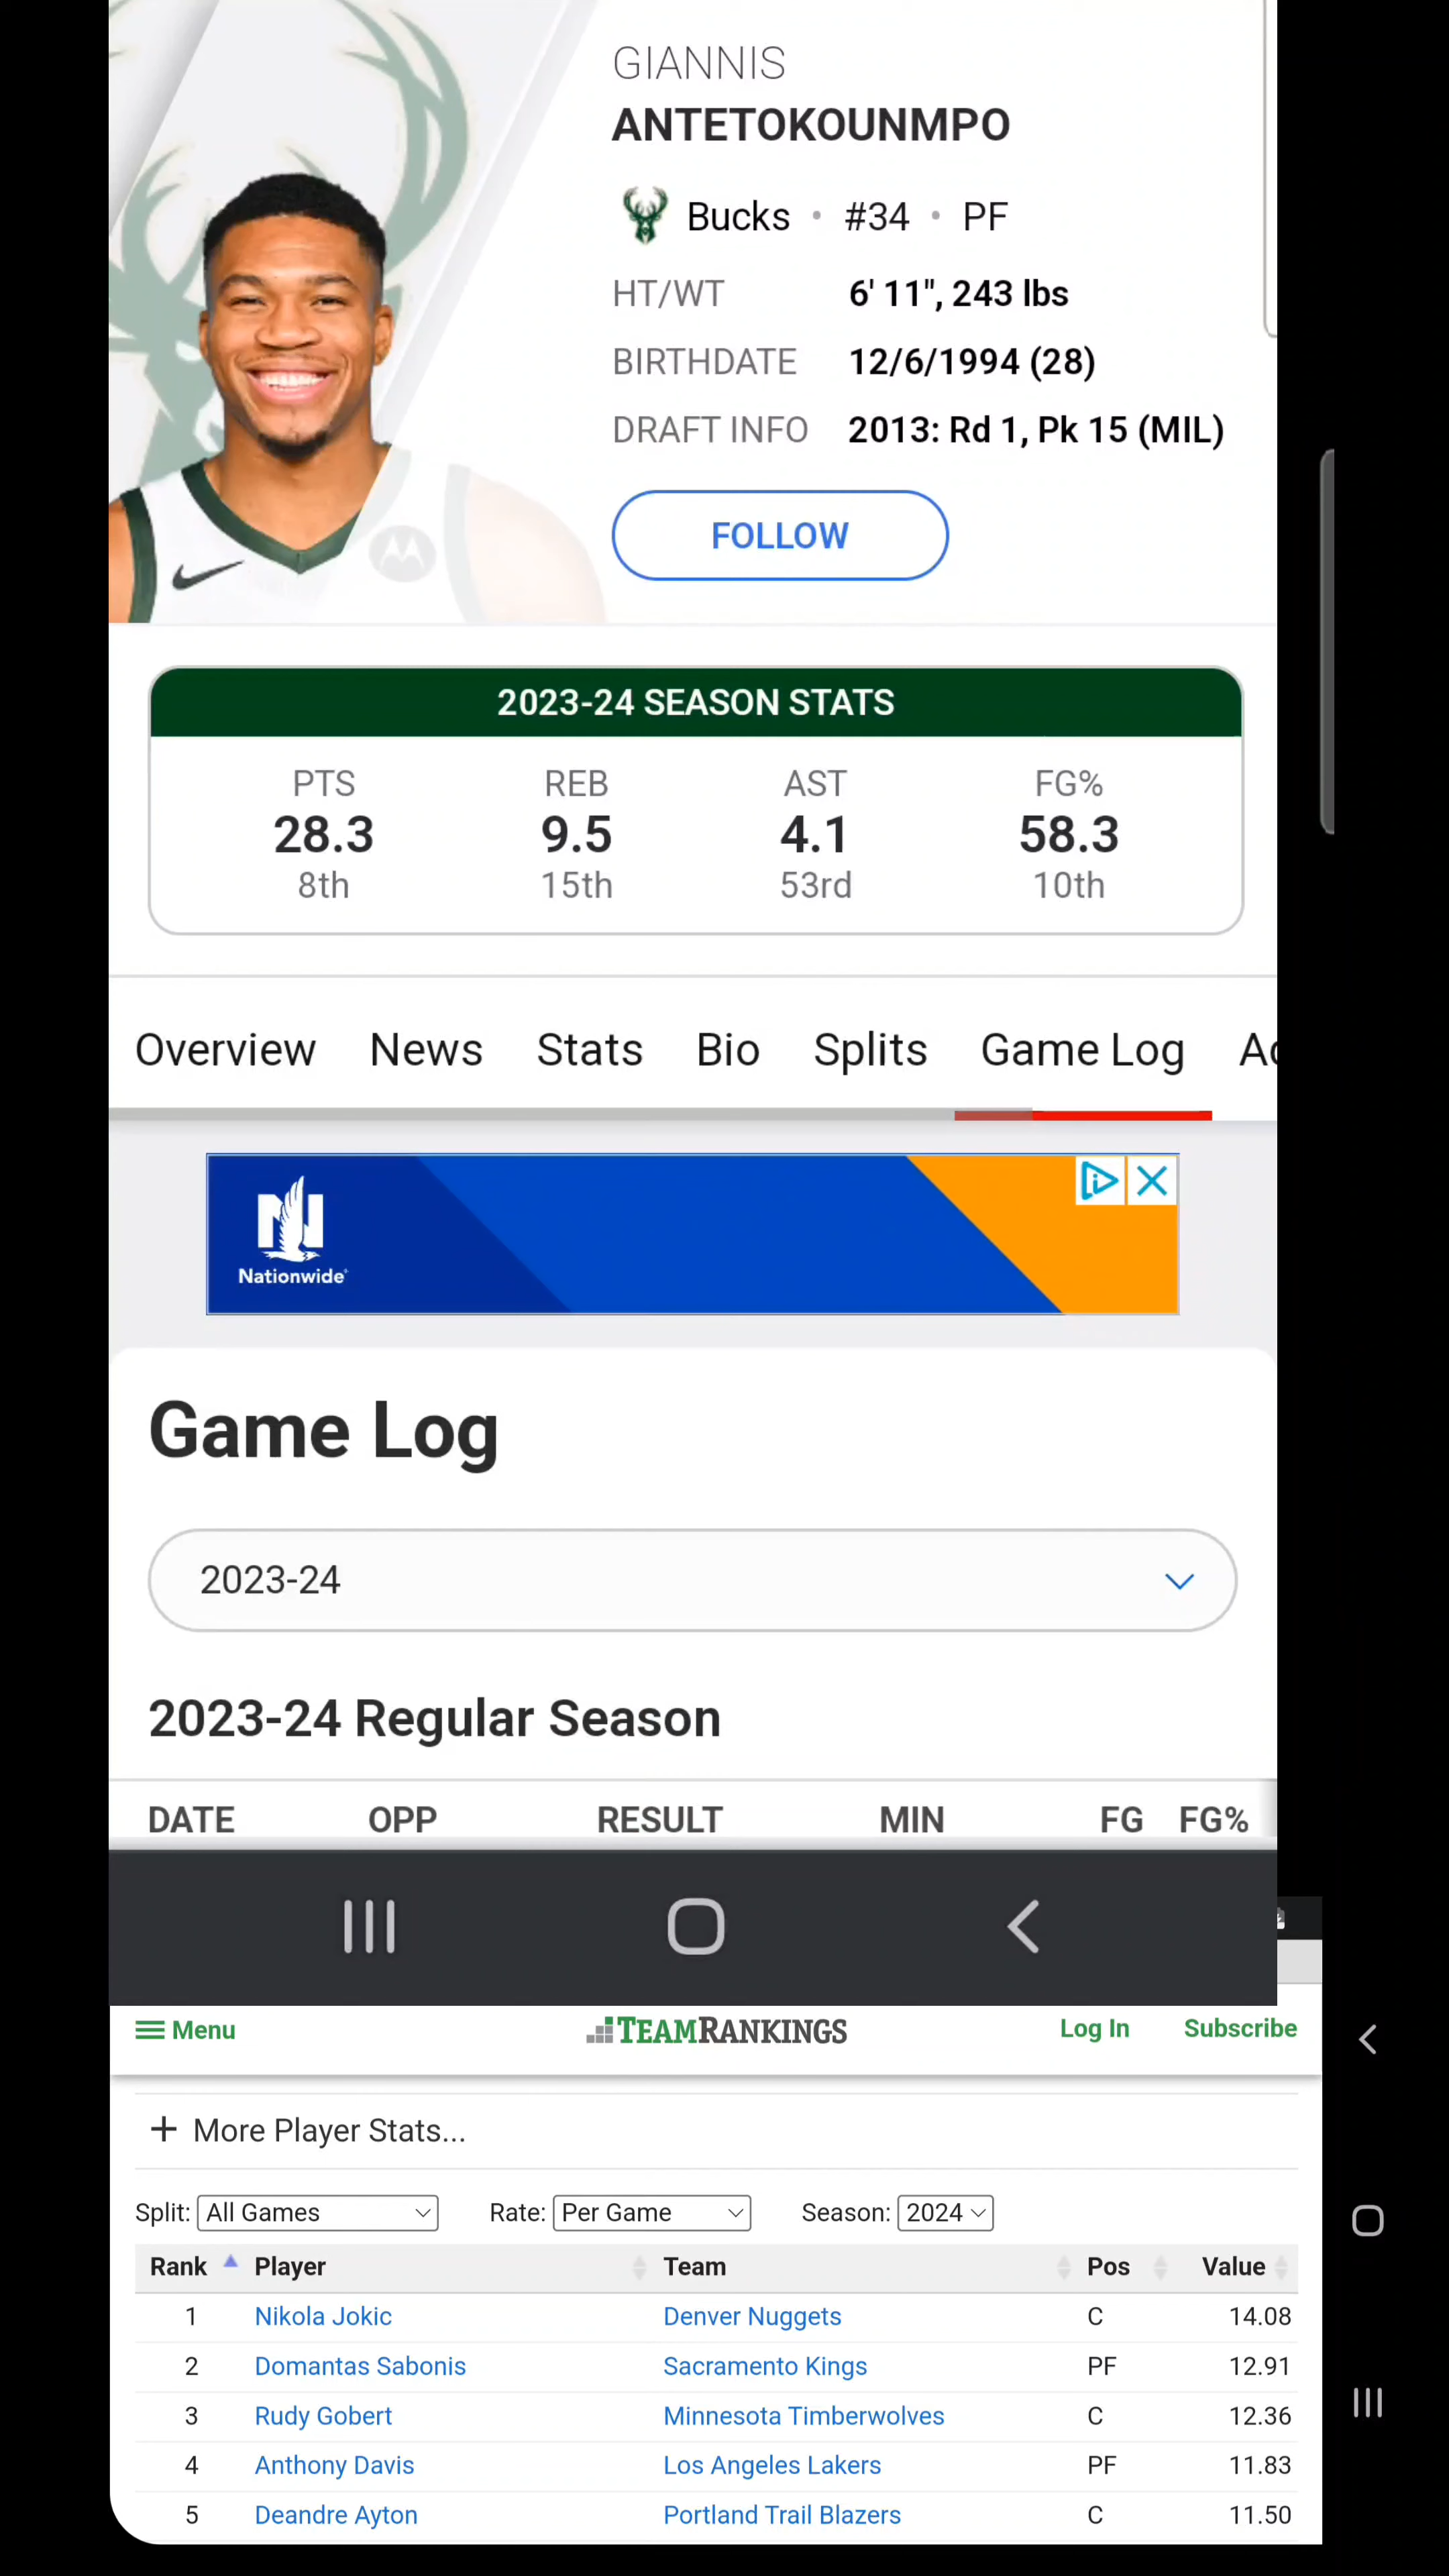 GIANNIS
ANTETOKOUNMPO
Bucks • #34 • PF
HT/WT 6' 11", 243 lbs
BIRTHDATE 12/6/1994 (28)
DRAFT INFO 2013: Rd 1, Pk 15 (MIL)
FOLLOW
2023-24 SEASON STATS
PTS REB AST FG%
28.3 9.5 4.1 58.3
8th 15th 53rd 10th
Overview News Stats Bio Splits Game Log
Nationwide
Game Log
2023-24
2023-24 Regular Season
DATE OPP RESULT MIN FG FG%
Menu TEAMRANKINGS Log In Subscribe
+ More Player Stats...
Split: All Games Rate: Per Game Season: 2024
Rank Player Team Pos Value
1 Nikola Jokic Denver Nuggets C 14.08
2 Domantas Sabonis Sacramento Kings PF 12.91
3 Rudy Gobert Minnesota Timberwolves C 12.36
4 Anthony Davis Los Angeles Lakers PF 11.83
5 Deandre Ayton Portland Trail Blazers C 11.50